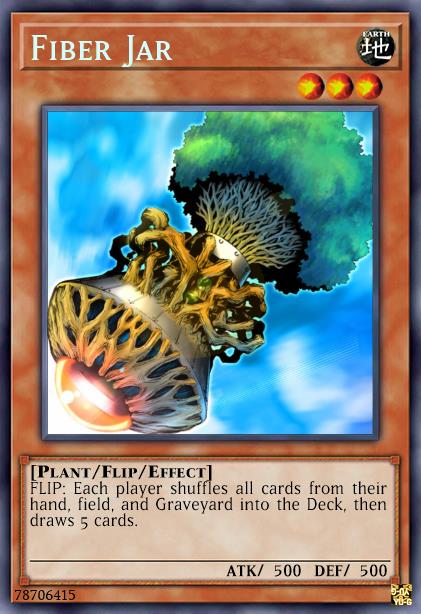 Fiber Jar
EARTH
地
[Plant/Flip/Effect]
FLIP: Each player shuffles all cards from their
hand, field, and Graveyard into the Deck, then
draws 5 cards.
ATK/ 500 DEF/ 500
78706415